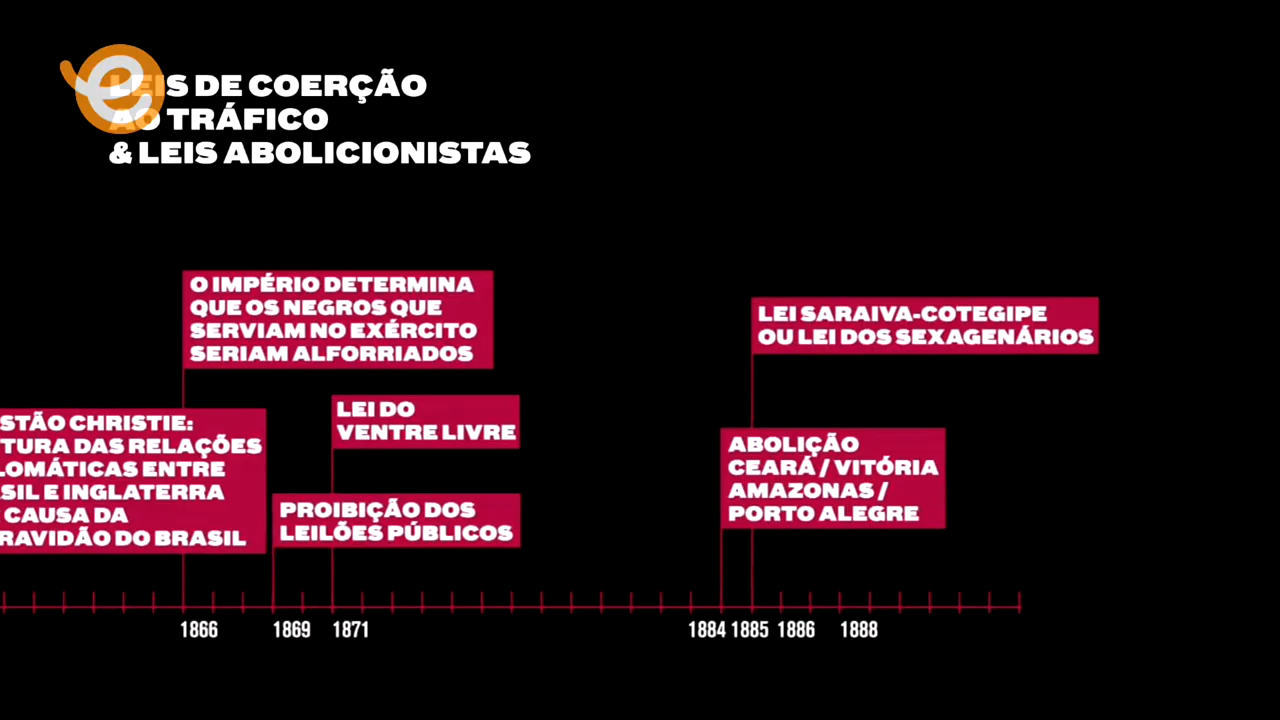 LEIS DE COERÇÃO
AO TRÁFICO
& LEIS ABOLICIONISTAS
O IMPÉRIO DETERMINA
QUE OS NEGROS QUE
SERVIAM NO EXÉRCITO
SERIAM ALFORRIADOS
LEI SARAIVA-COTEGIPE
OU LEI DOS SEXAGENÁRIOS
STÃO CHRISTIE:
TURA DAS RELAÇÕES
LOMÁTICAS ENTRE
SIL E INGLATERRA
CAUSA DA
RAVIDÃO DO BRASIL
LEI DO
VENTRE LIVRE
PROIBIÇÃO DOS
LEILÕES PÚBLICOS
ABOLIÇÃO
CEARÁ / VITÓRIA
AMAZONAS /
PORTO ALEGRE
1866 1869 1871 1884 1885 1886 1888